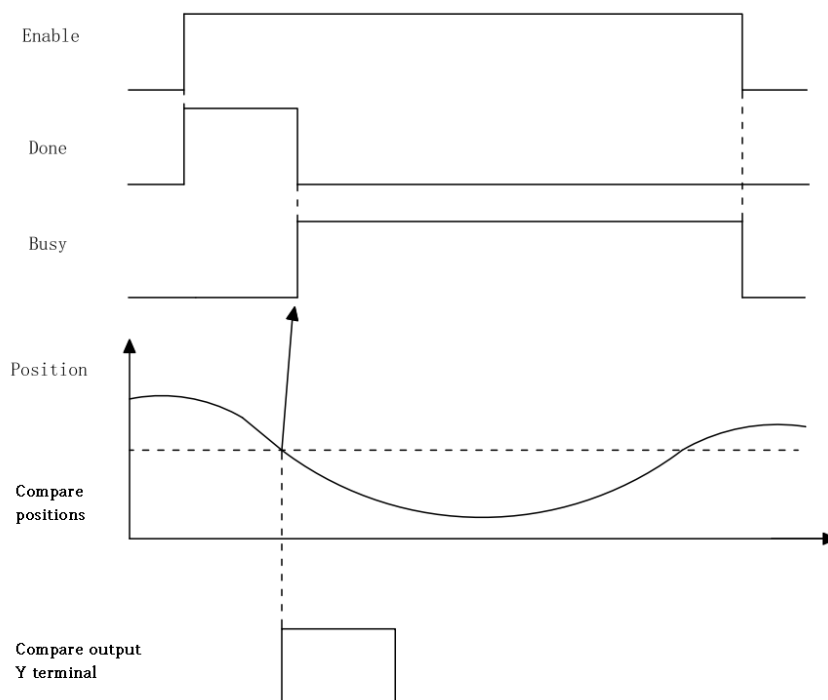 Enable
Done
Busy
Position
Compare
positions
Compare output
Y terminal